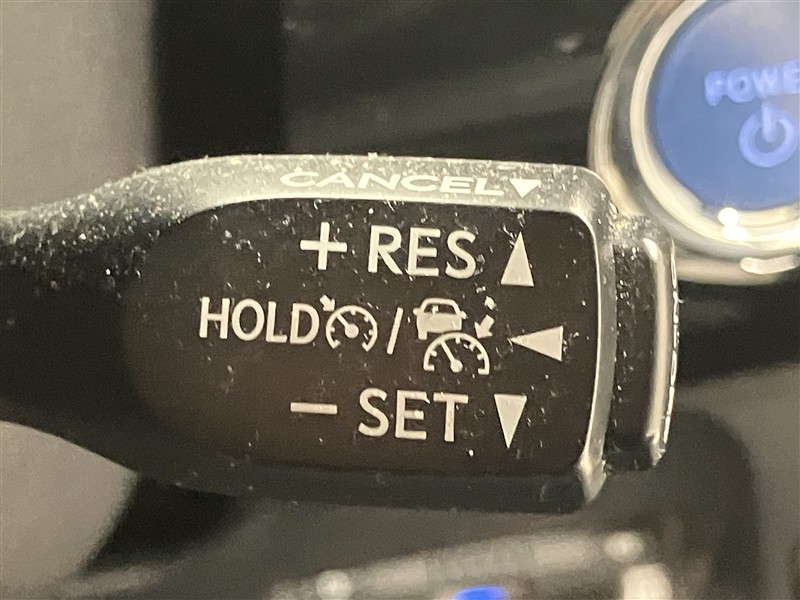 CANCEL▼
+ RES ▲
HOLD / ◀
− SET ▼
POWE